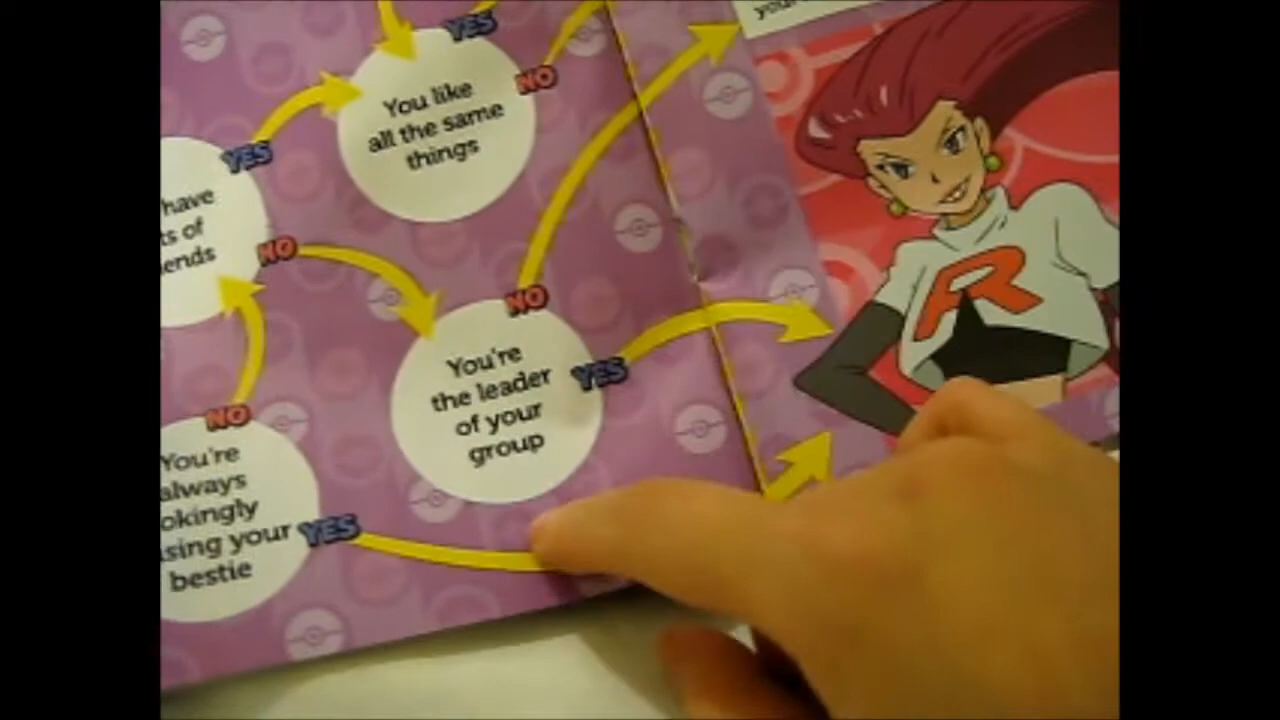 YES
You like
all the same
things
NO
YES
have
ends
NO
NO
You're
the leader
of your
group
YES
NO
You're
always
okingly
sing your
bestie
YES
R